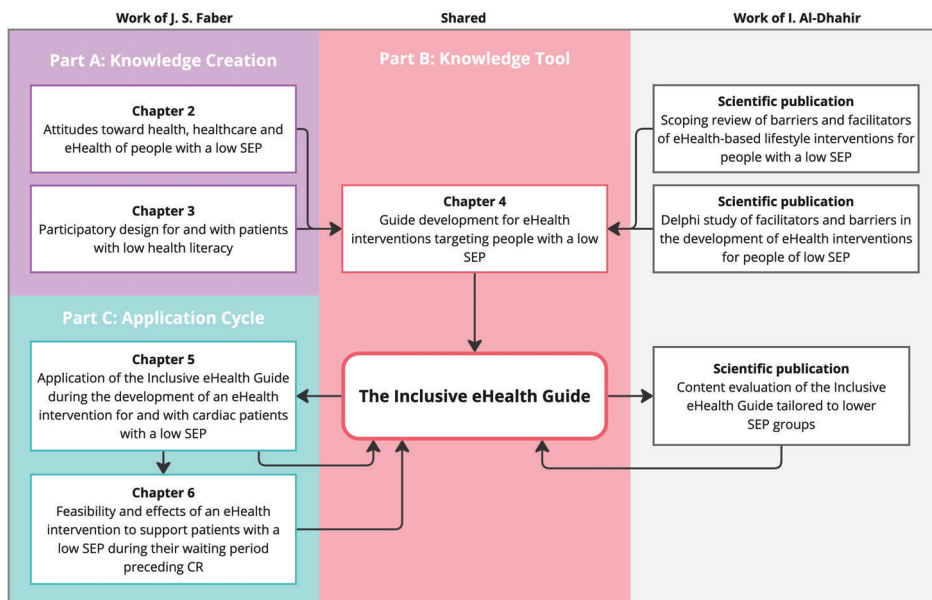 Work of J. S. Faber
Shared
Work of I. Al-Dhahir
Part A: Knowledge Creation
Chapter 2
Attitudes toward health, healthcare and
eHealth of people with a low SEP
Chapter 3
Participatory design for and with patients
with low health literacy
Part B: Knowledge Tool
Chapter 4
Guide development for eHealth
interventions targeting people with a low
SEP
Scientific publication
Scoping review of barriers and facilitators
of eHealth-based lifestyle interventions for
people with a low SEP
Scientific publication
Delphi study of facilitators and barriers in
the development of eHealth interventions
for people of low SEP
Part C: Application Cycle
Chapter 5
Application of the Inclusive eHealth Guide
during the development of an eHealth
intervention for and with cardiac patients
with a low SEP
The Inclusive eHealth Guide
Scientific publication
Content evaluation of the Inclusive
eHealth Guide tailored to lower
SEP groups
Chapter 6
Feasibility and effects of an eHealth
intervention to support patients with a
low SEP during their waiting period
preceding CR